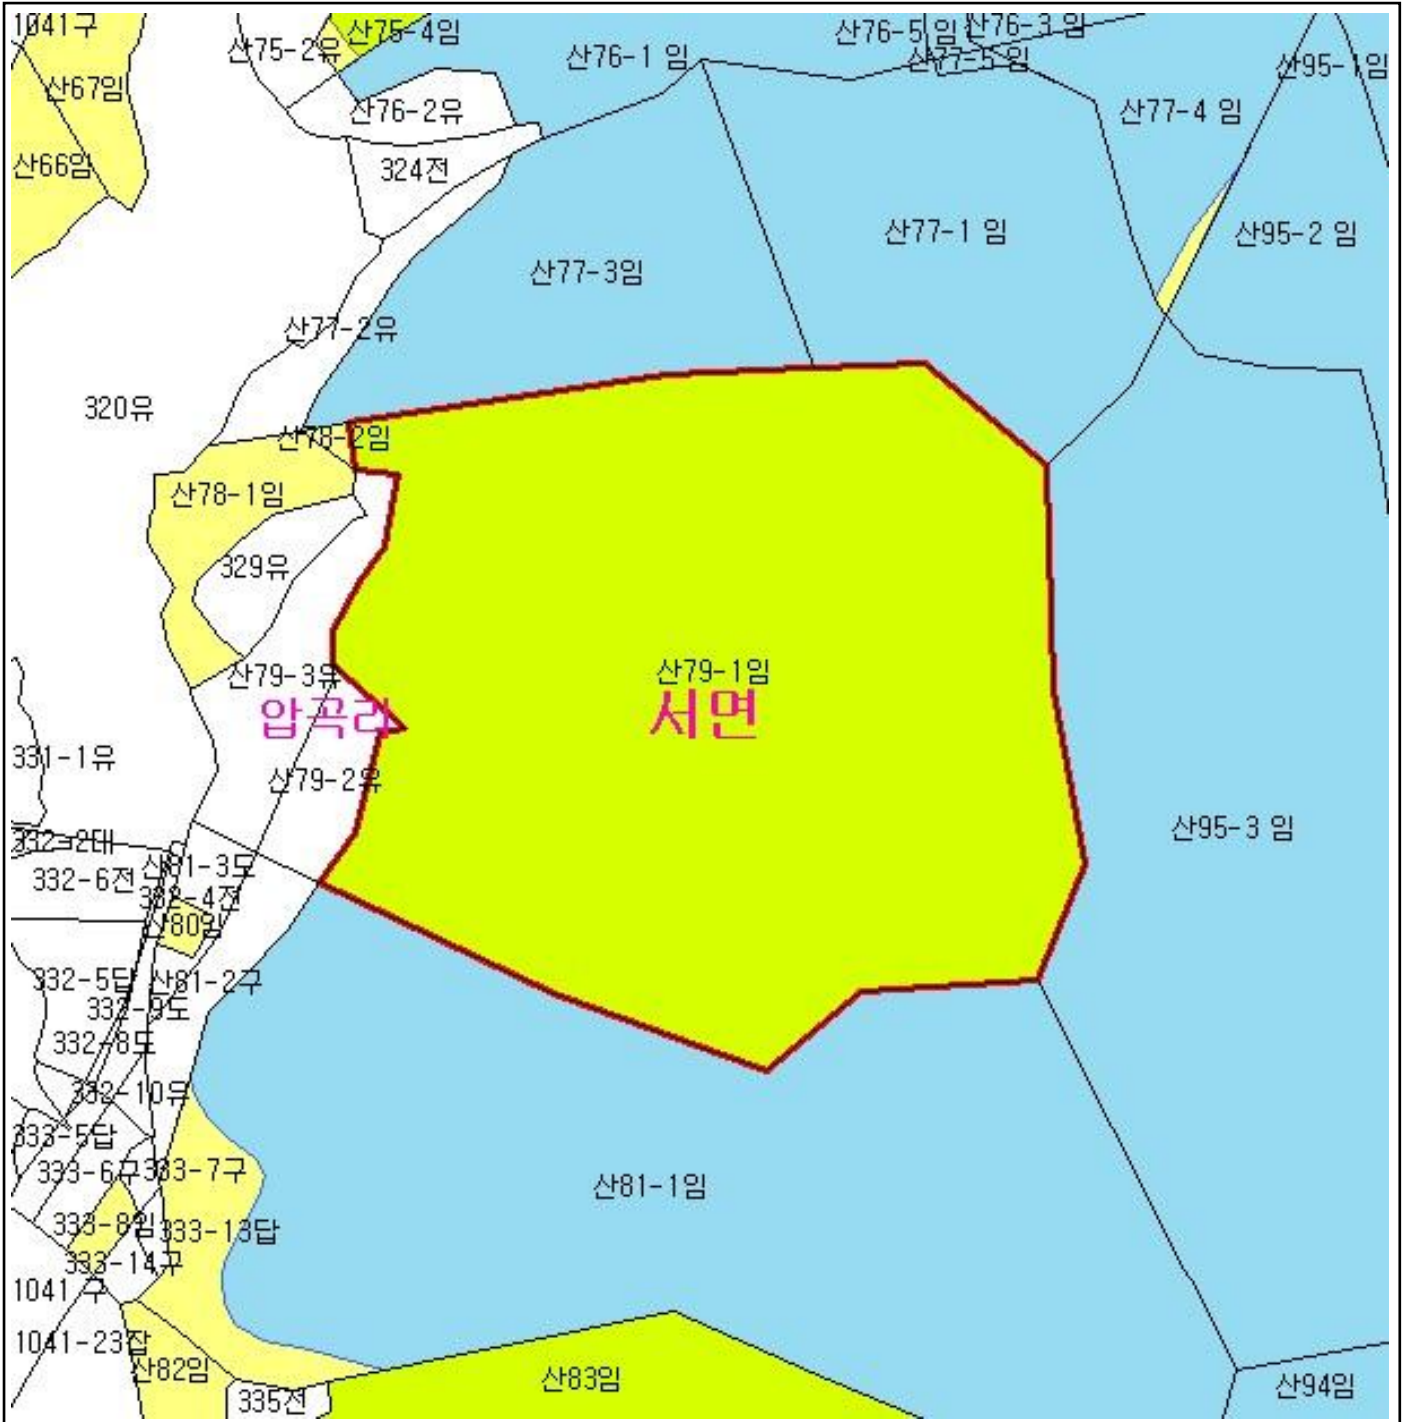 1041구
산75-2유
산75-4임
산76-1 임
산76-5 임
산76-3 임
산77-5 임
산95-1임
산67임
산76-2유
산77-4 임
산66임
324전
산77-1 임
산95-2 임
산77-3임
산77-2유
320유
산78-2임
산78-1임
329유
산79-3유
산79-1임
압곡리
서면
331-1유
산79-2유
산95-3 임
332-2대
산81-3도
332-6전
332-4전
산80임
332-5답
산81-2구
332-9도
332-8도
332-10유
333-5답
333-6구
333-7구
산81-1임
333-8임
333-13답
333-14구
1041 구
1041-23잡
산82임
산83임
산94임
335전